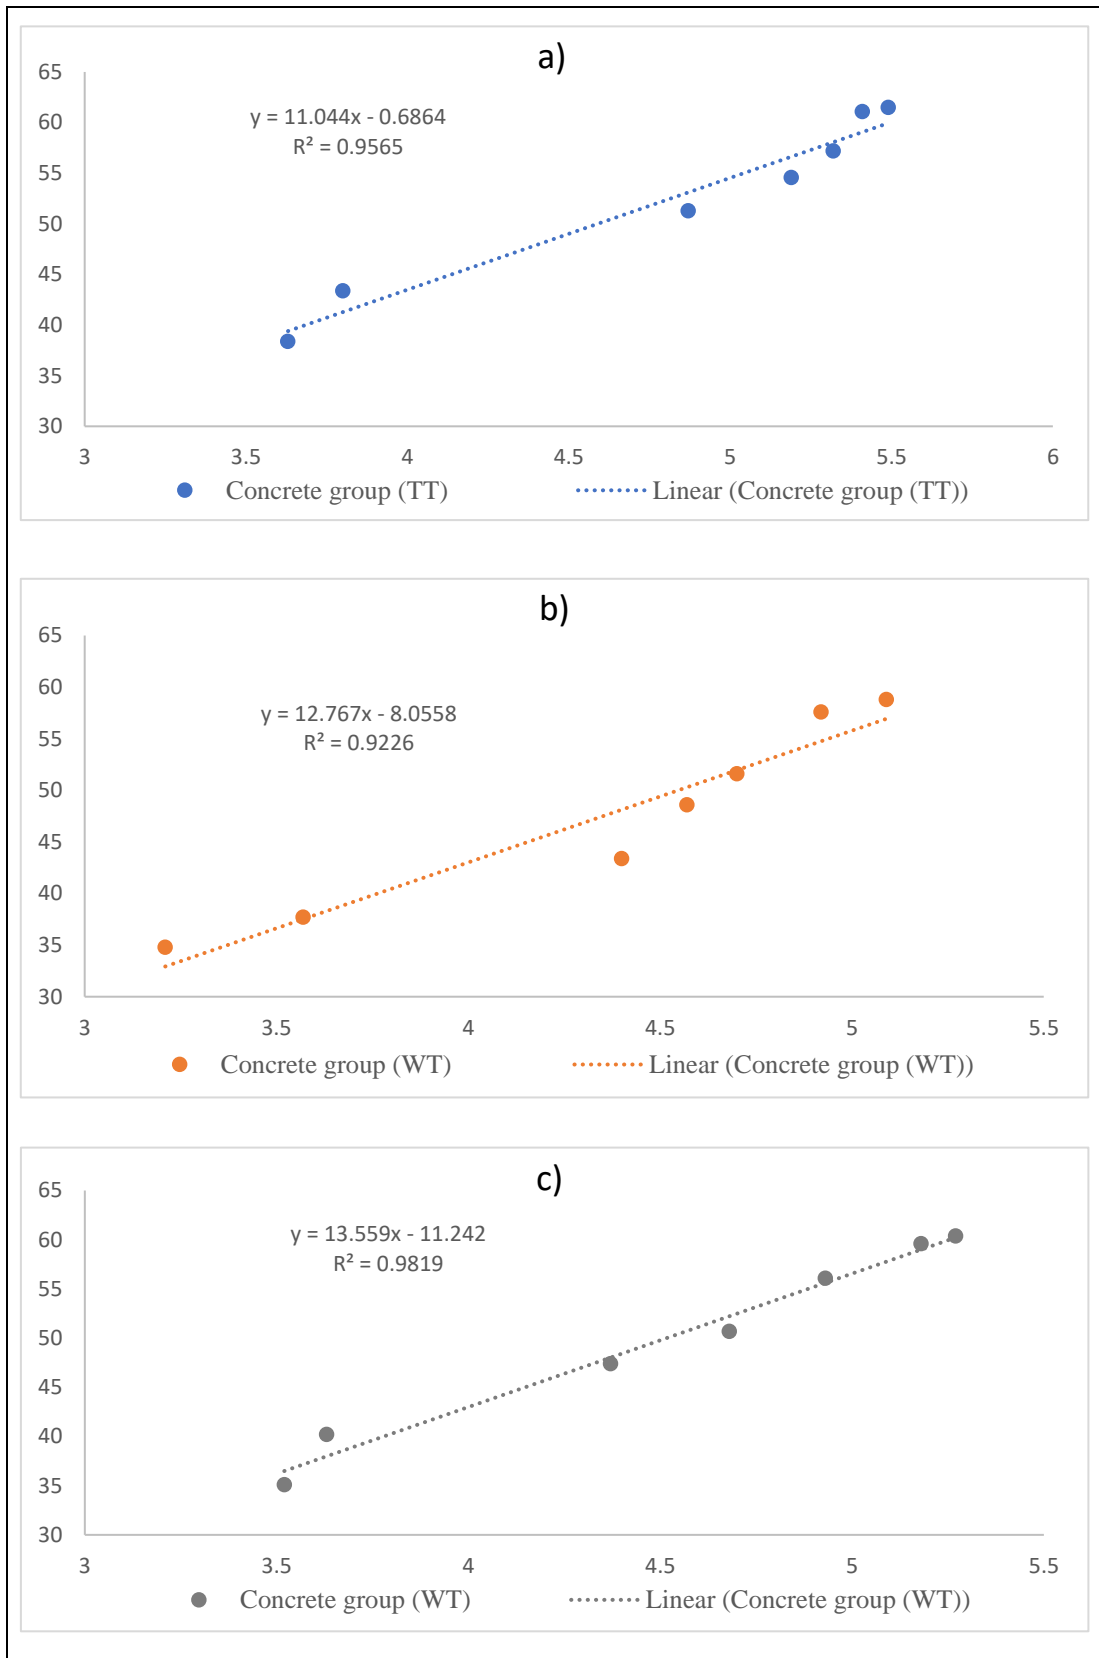 a)
65
60
55
50
45
40
35
30
y = 11.044x - 0.6864
R² = 0.9565
3 3.5 4 4.5 5 5.5 6
Concrete group (TT) Linear (Concrete group (TT))
b)
65
60
55
50
45
40
35
30
y = 12.767x - 8.0558
R² = 0.9226
3 3.5 4 4.5 5 5.5
Concrete group (WT) Linear (Concrete group (WT))
c)
65
60
55
50
45
40
35
30
y = 13.559x - 11.242
R² = 0.9819
3 3.5 4 4.5 5 5.5
Concrete group (WT) Linear (Concrete group (WT))